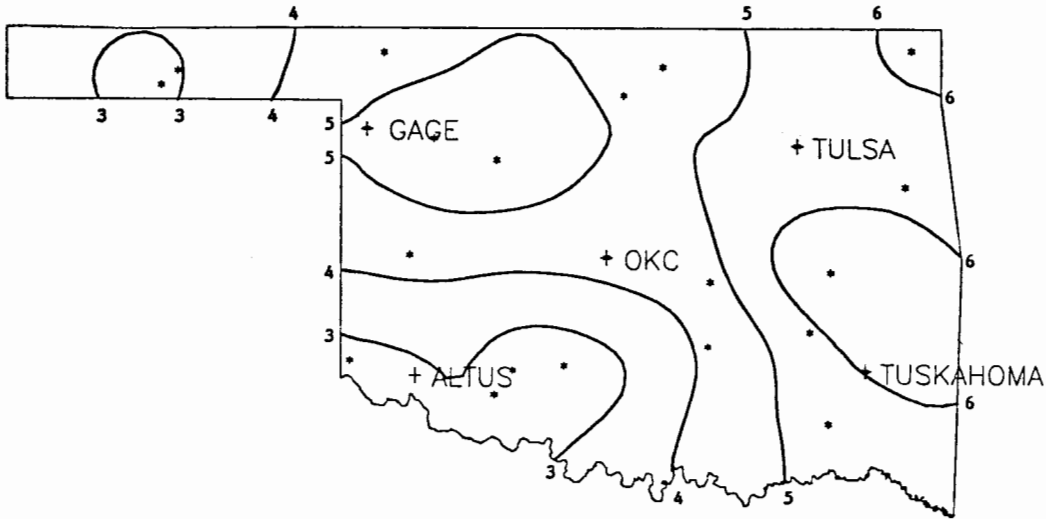 4 5 6
3 3 4 6
5 GAGE
5 TULSA
OKC 6
4
3
ALTUS TUSKAHOMA
6
3 4 5